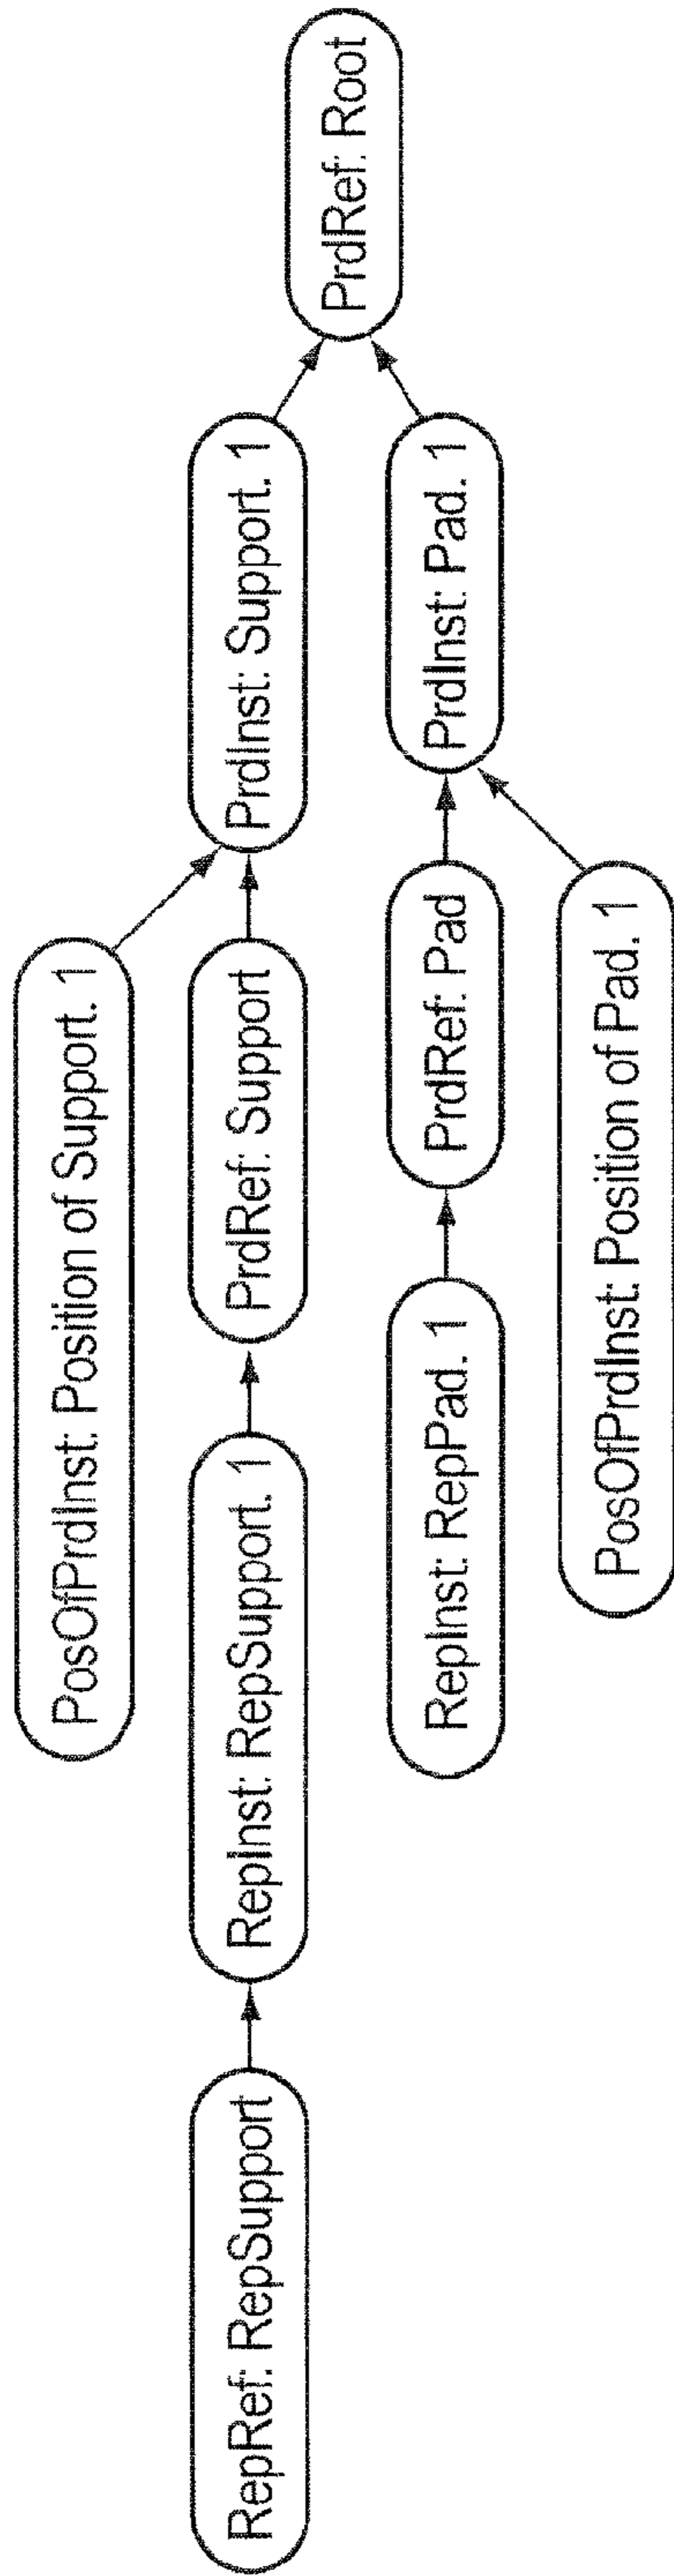 PosOfPrdInst: Position of Support. 1
RepRef: RepSupport
RepInst: RepSupport. 1
PrdRef: Support
PrdInst: Support. 1
PrdRef: Root
RepInst: RepPad. 1
PrdRef: Pad
PrdInst: Pad. 1
PosOfPrdInst: Position of Pad. 1